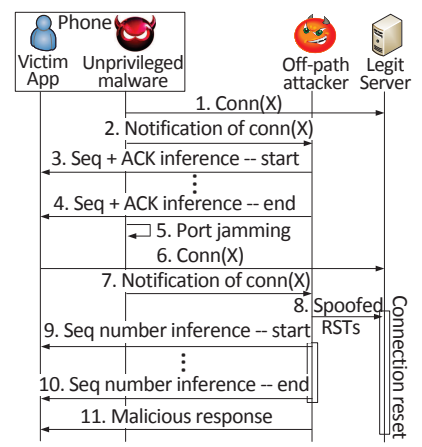 Phone
Victim App
Unprivileged malware
Off-path attacker
Legit Server
1. Conn(X)
2. Notification of conn(X)
3. Seq + ACK inference -- start
4. Seq + ACK inference -- end
5. Port jamming
6. Conn(X)
7. Notification of conn(X)
8. Spoofed RSTs
9. Seq number inference -- start
10. Seq number inference -- end
11. Malicious response
Connection reset